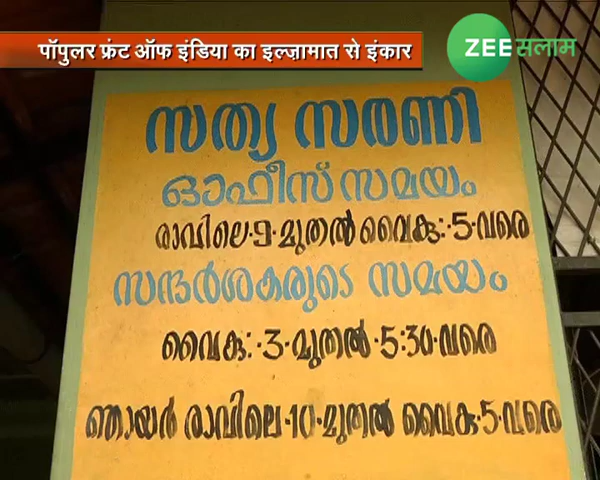 पॉपुलर फ्रंट ऑफ इंडिया का इल्ज़ामात से इंकार
ZEE सलाम
സത്യ സരണി
ഓഫീസ് സമയം
രാവിലെ·9·മുതൽ വൈകു:·5·വരെ
സന്ദർശകരുടെ സമയം
വൈകു:·3·മുതൽ·5:30·വരെ
ഞായർ രാവിലെ·10·മുതൽ വൈകു·5·വരെ